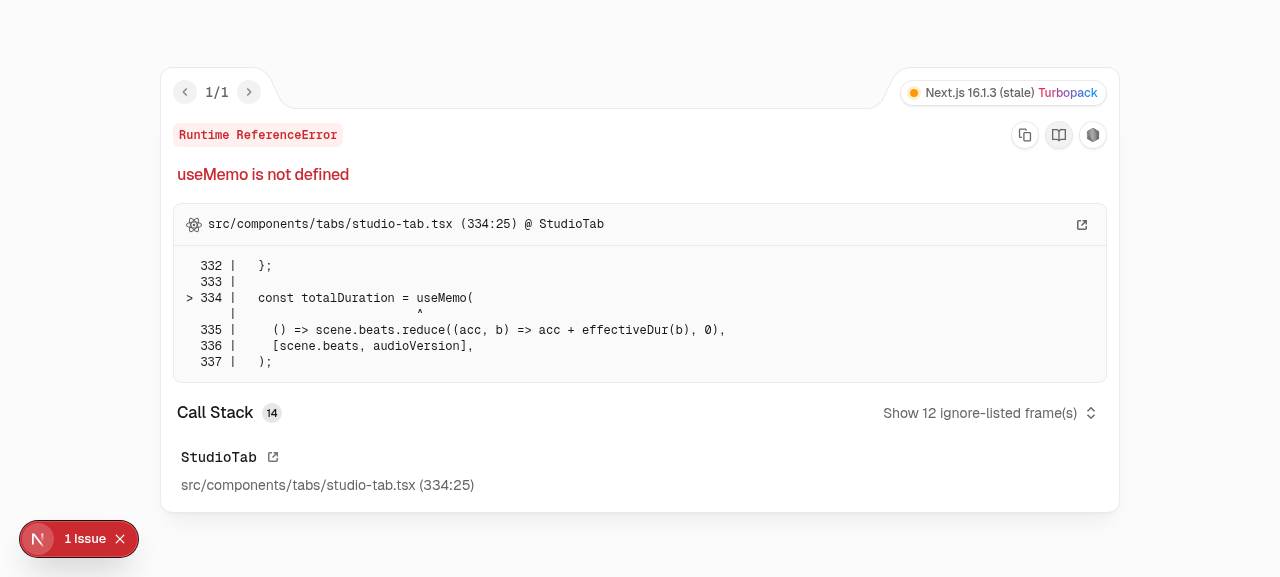 1/1
Next.js 16.1.3 (stale) Turbopack
Runtime ReferenceError
useMemo is not defined
src/components/tabs/studio-tab.tsx (334:25) @ StudioTab
  332 |   };
  333 |
> 334 |   const totalDuration = useMemo(
      |                         ^
  335 |     () => scene.beats.reduce((acc, b) => acc + effectiveDur(b), 0),
  336 |     [scene.beats, audioVersion],
  337 |   );
Call Stack 14
Show 12 ignore-listed frame(s)
StudioTab
src/components/tabs/studio-tab.tsx (334:25)
N 1 Issue